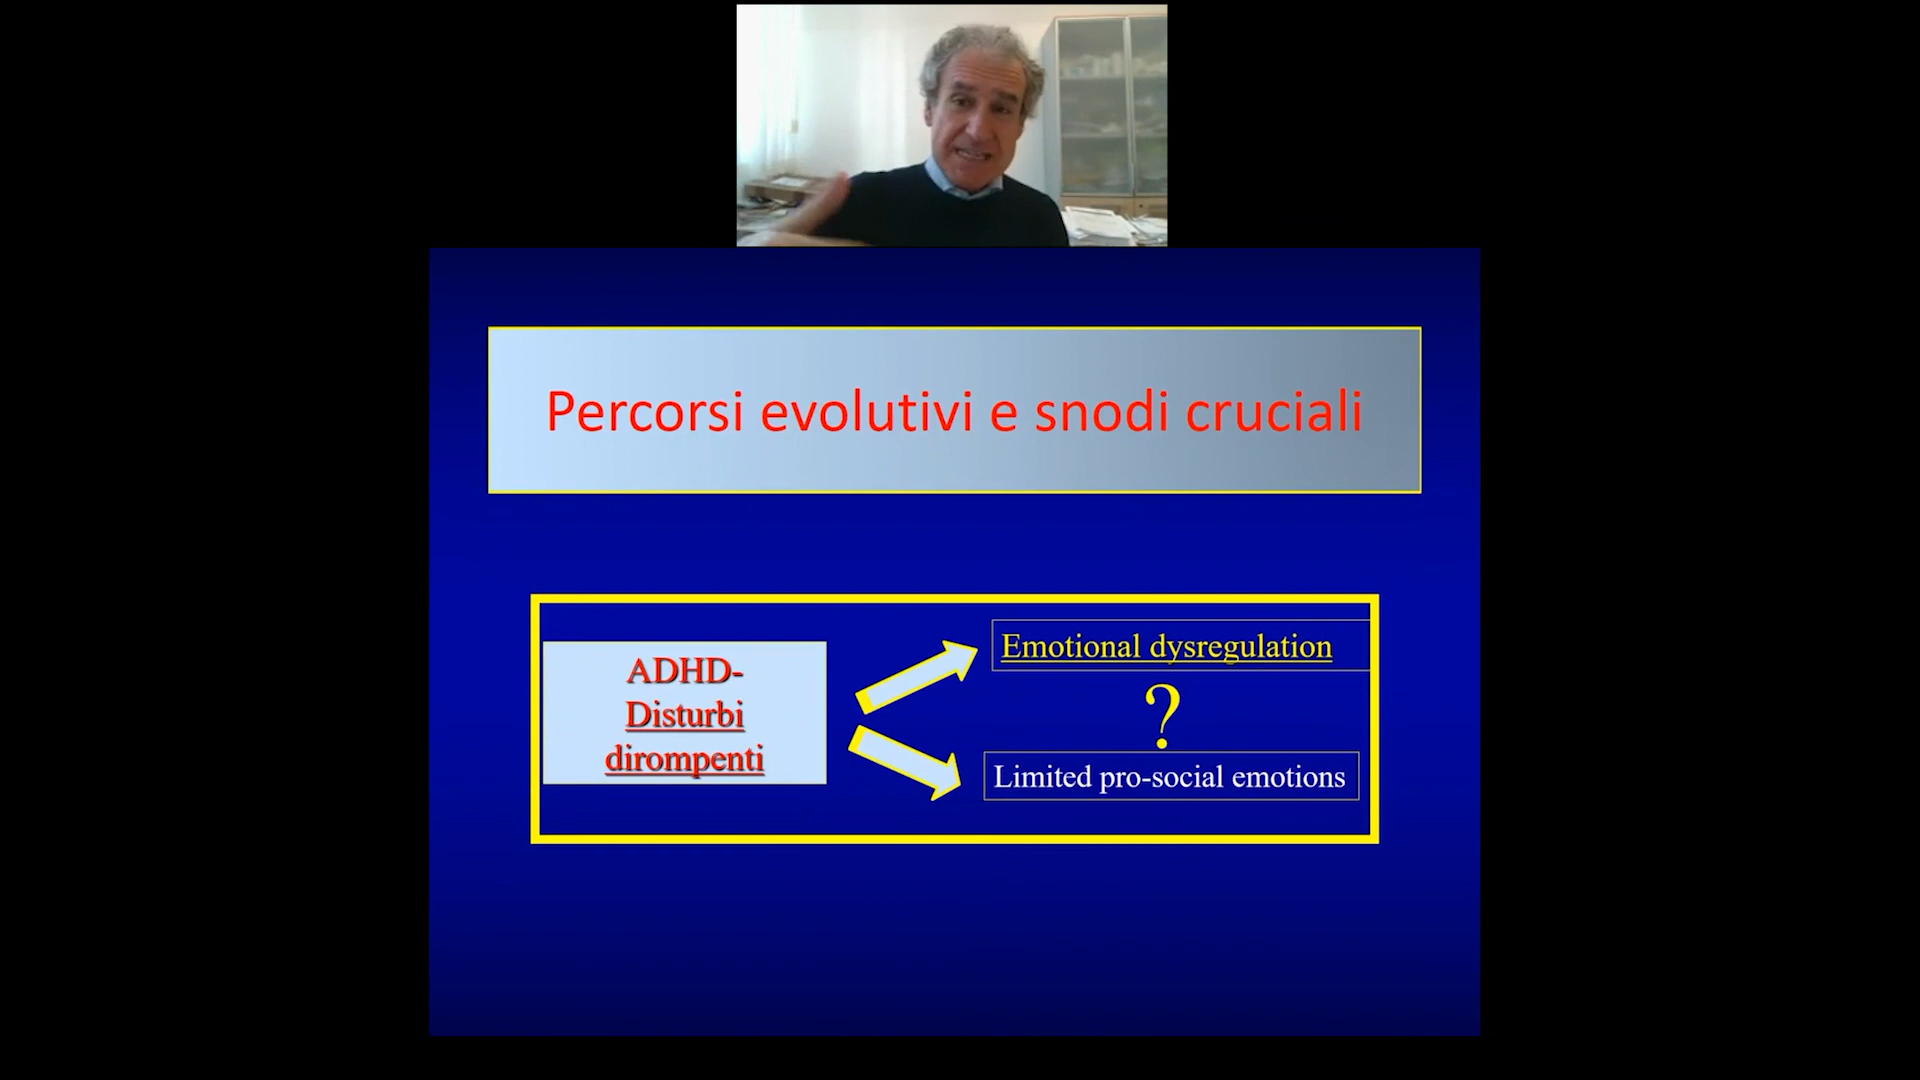 Percorsi evolutivi e snodi cruciali
ADHD-
Disturbi
dirompenti
Emotional dysregulation
?
Limited pro-social emotions